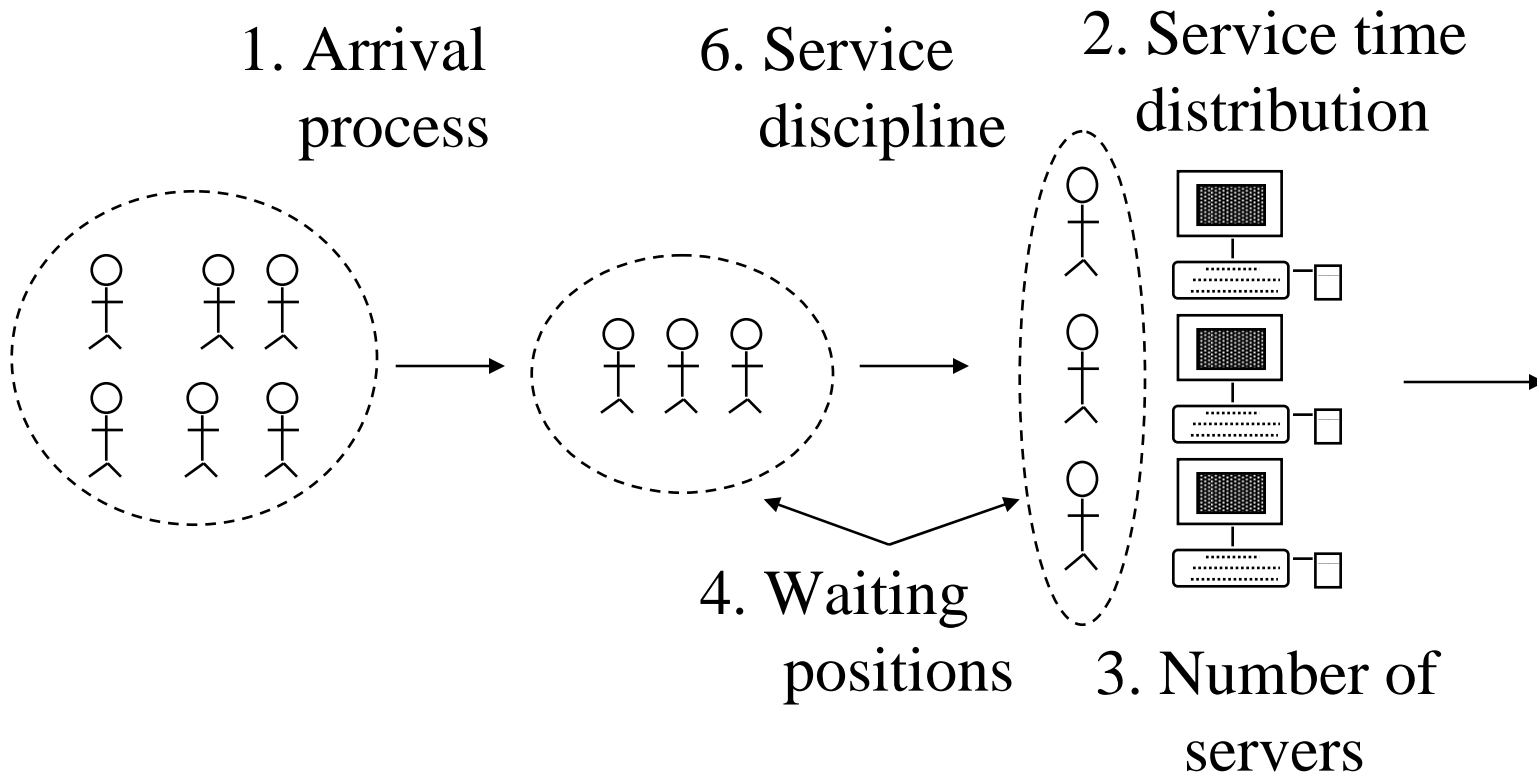 1. Arrival
process
6. Service
discipline
2. Service time
distribution
4. Waiting
positions
3. Number of
servers